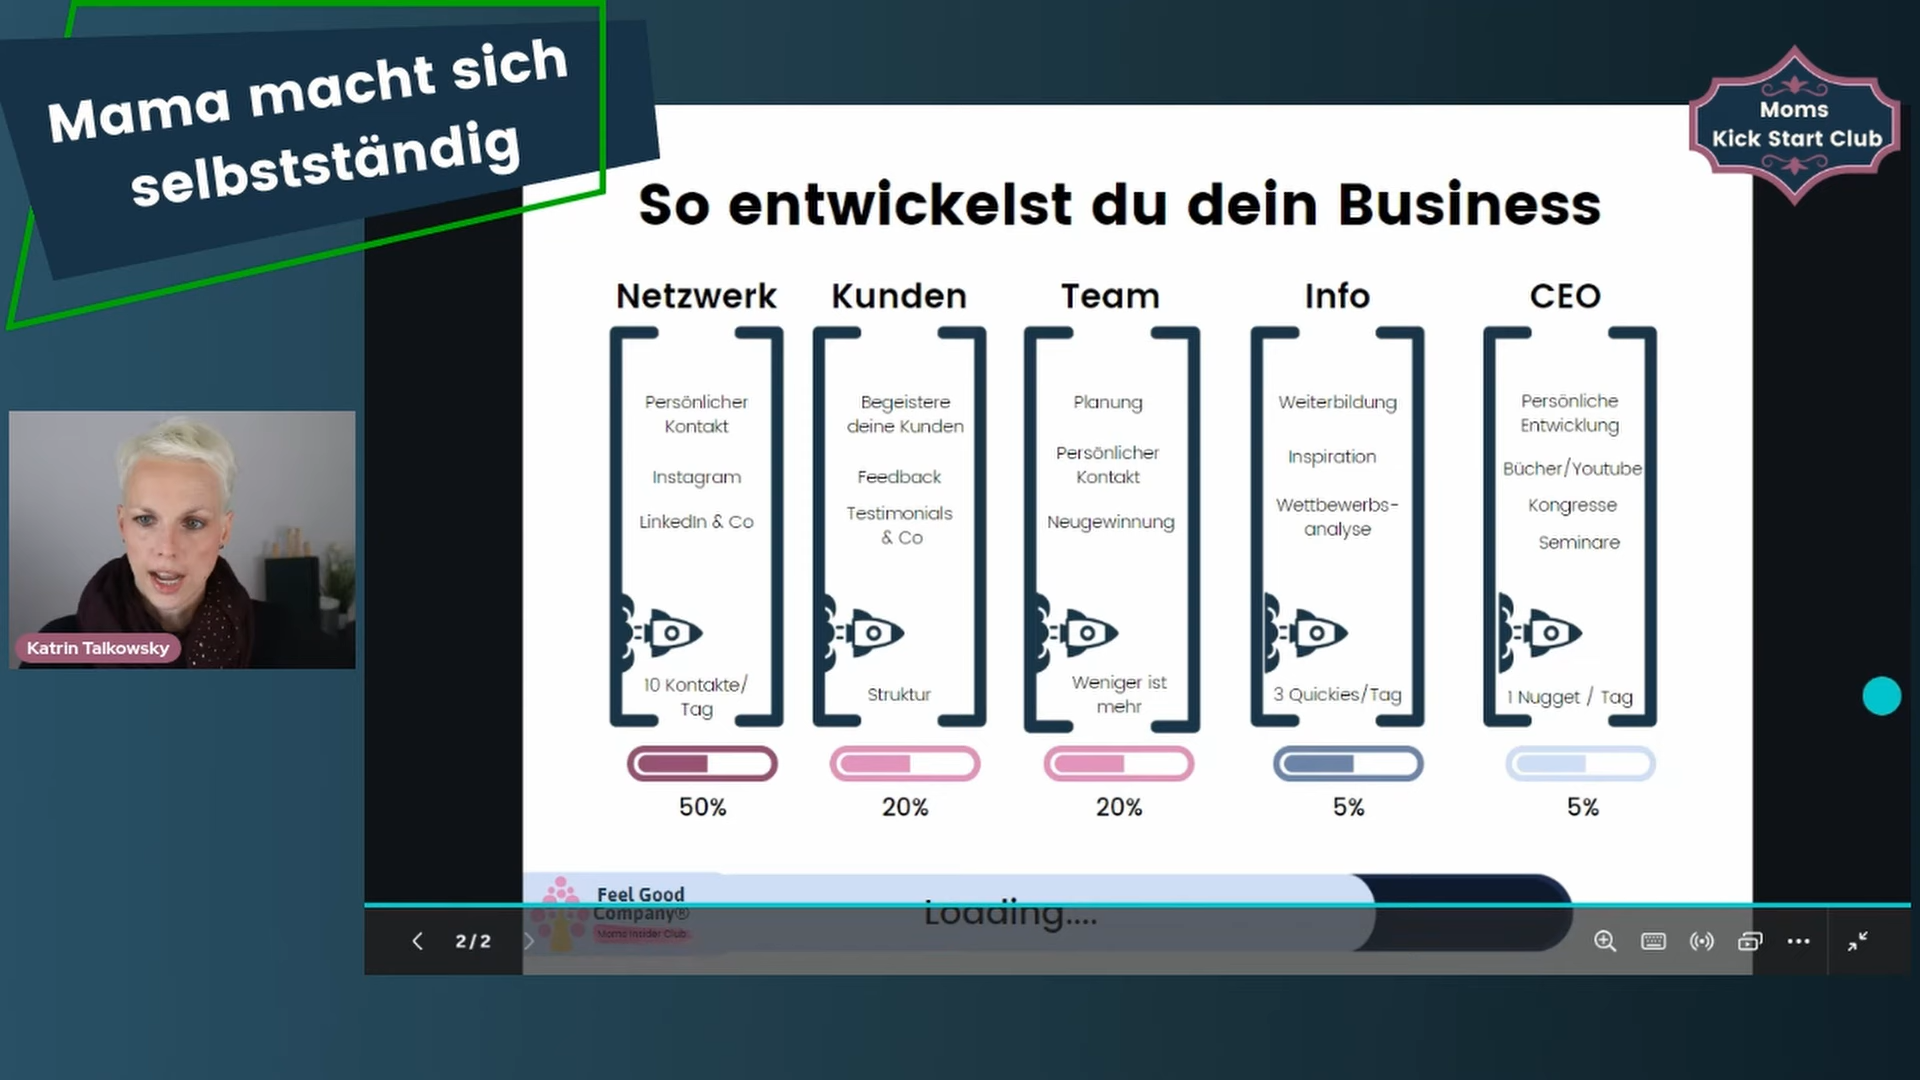 Mama macht sich
selbstständig
Moms
Kick Start Club
So entwickelst du dein Business
Netzwerk
Persönlicher
Kontakt
Instagram
LinkedIn & Co
10 Kontakte/
Tag
50%
Kunden
Begeistere
deine Kunden
Feedback
Testimonials
& Co
Struktur
20%
Team
Planung
Persönlicher
Kontakt
Neugewinnung
Weniger ist
mehr
20%
Info
Weiterbildung
Inspiration
Wettbewerbs-
analyse
3 Quickies/Tag
5%
CEO
Persönliche
Entwicklung
Bücher/Youtube
Kongresse
Seminare
1 Nugget / Tag
5%
Katrin Talkowsky
Feel Good
Company®
Moms Insider Club
Loading....
2/2